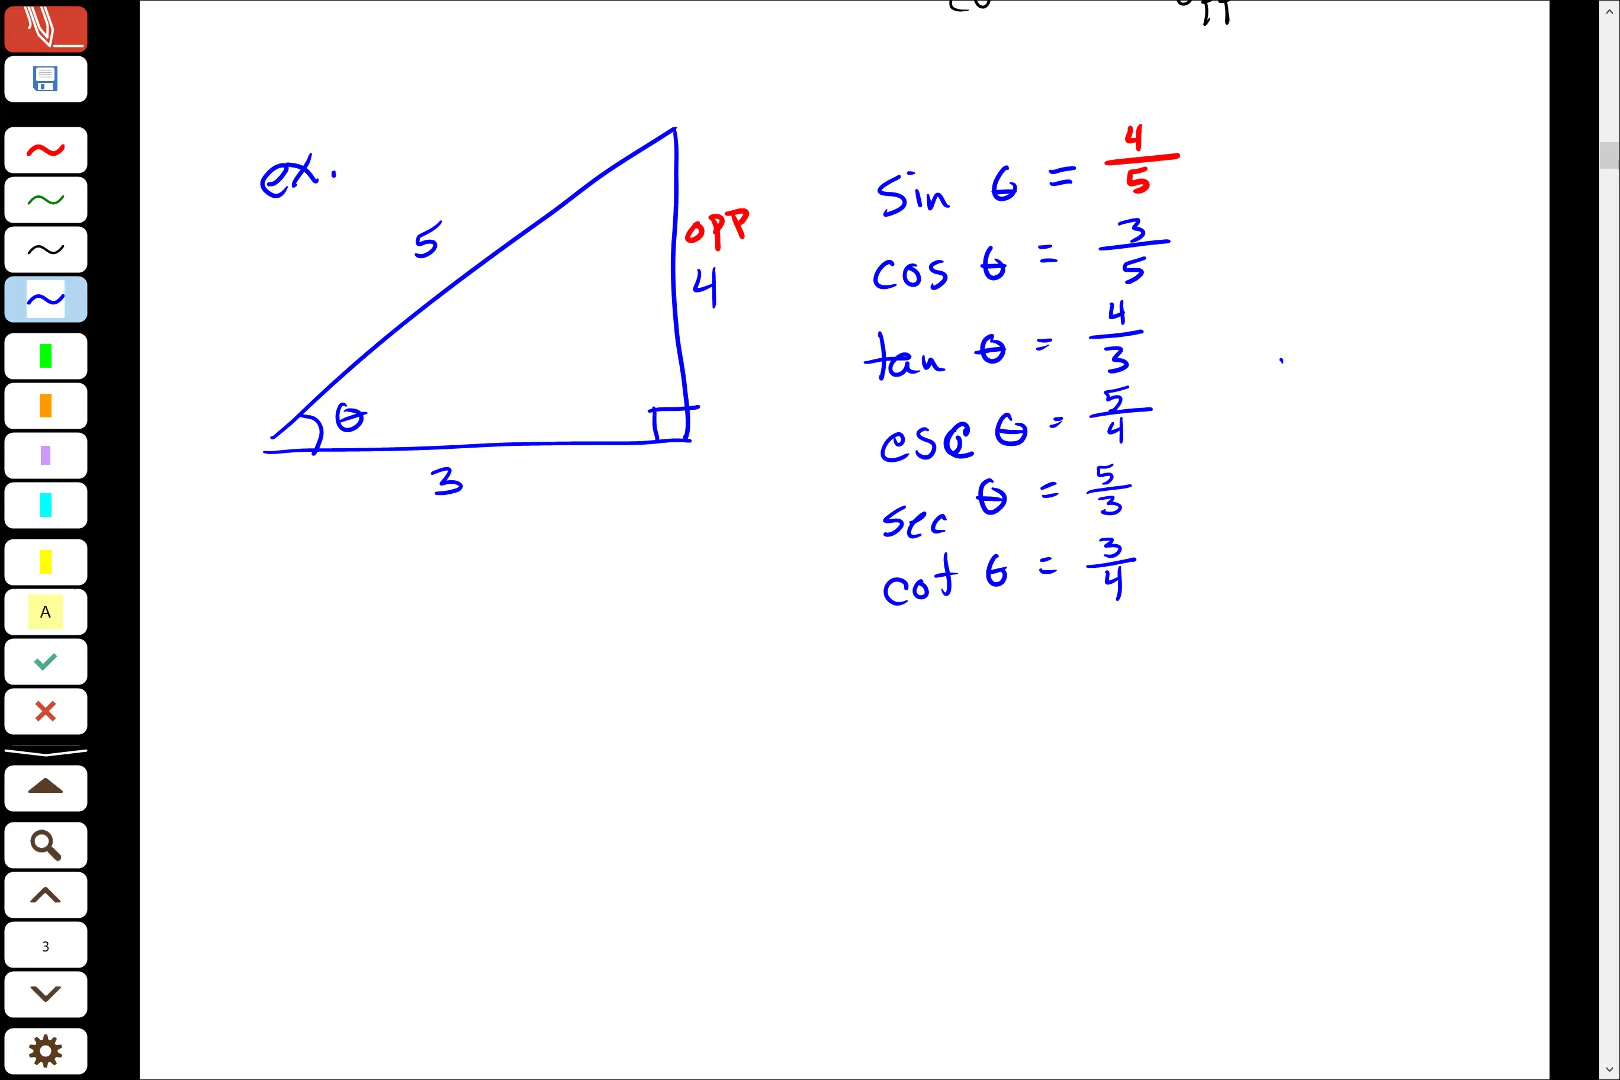 ex.
5
opp
4
θ
3
sin θ = 4/5
cos θ = 3/5
tan θ = 4/3
csc θ = 5/4
sec θ = 5/3
cot θ = 3/4
A
3